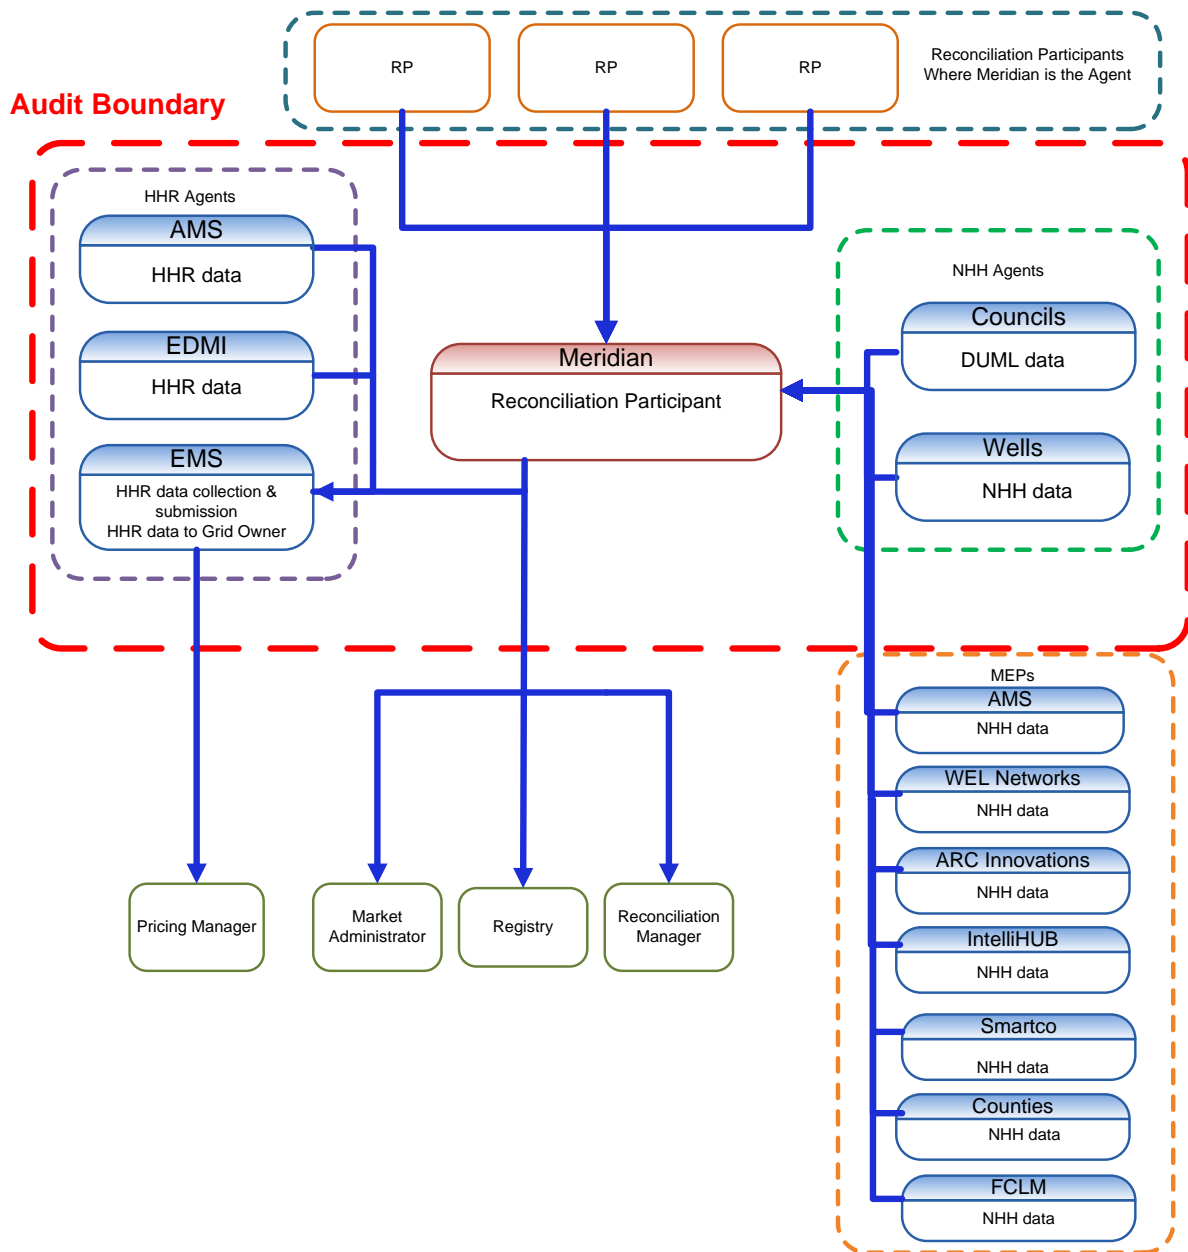 RP
RP
RP
Reconciliation Participants
Where Meridian is the Agent
Audit Boundary
HHR Agents
AMS
HHR data
EDMI
HHR data
EMS
HHR data collection &
submission
HHR data to Grid Owner
Meridian
Reconciliation Participant
NHH Agents
Councils
DUML data
Wells
NHH data
MEPs
AMS
NHH data
WEL Networks
NHH data
ARC Innovations
NHH data
IntelliHUB
NHH data
Smartco
NHH data
Counties
NHH data
FCLM
NHH data
Pricing Manager
Market
Administrator
Registry
Reconciliation
Manager